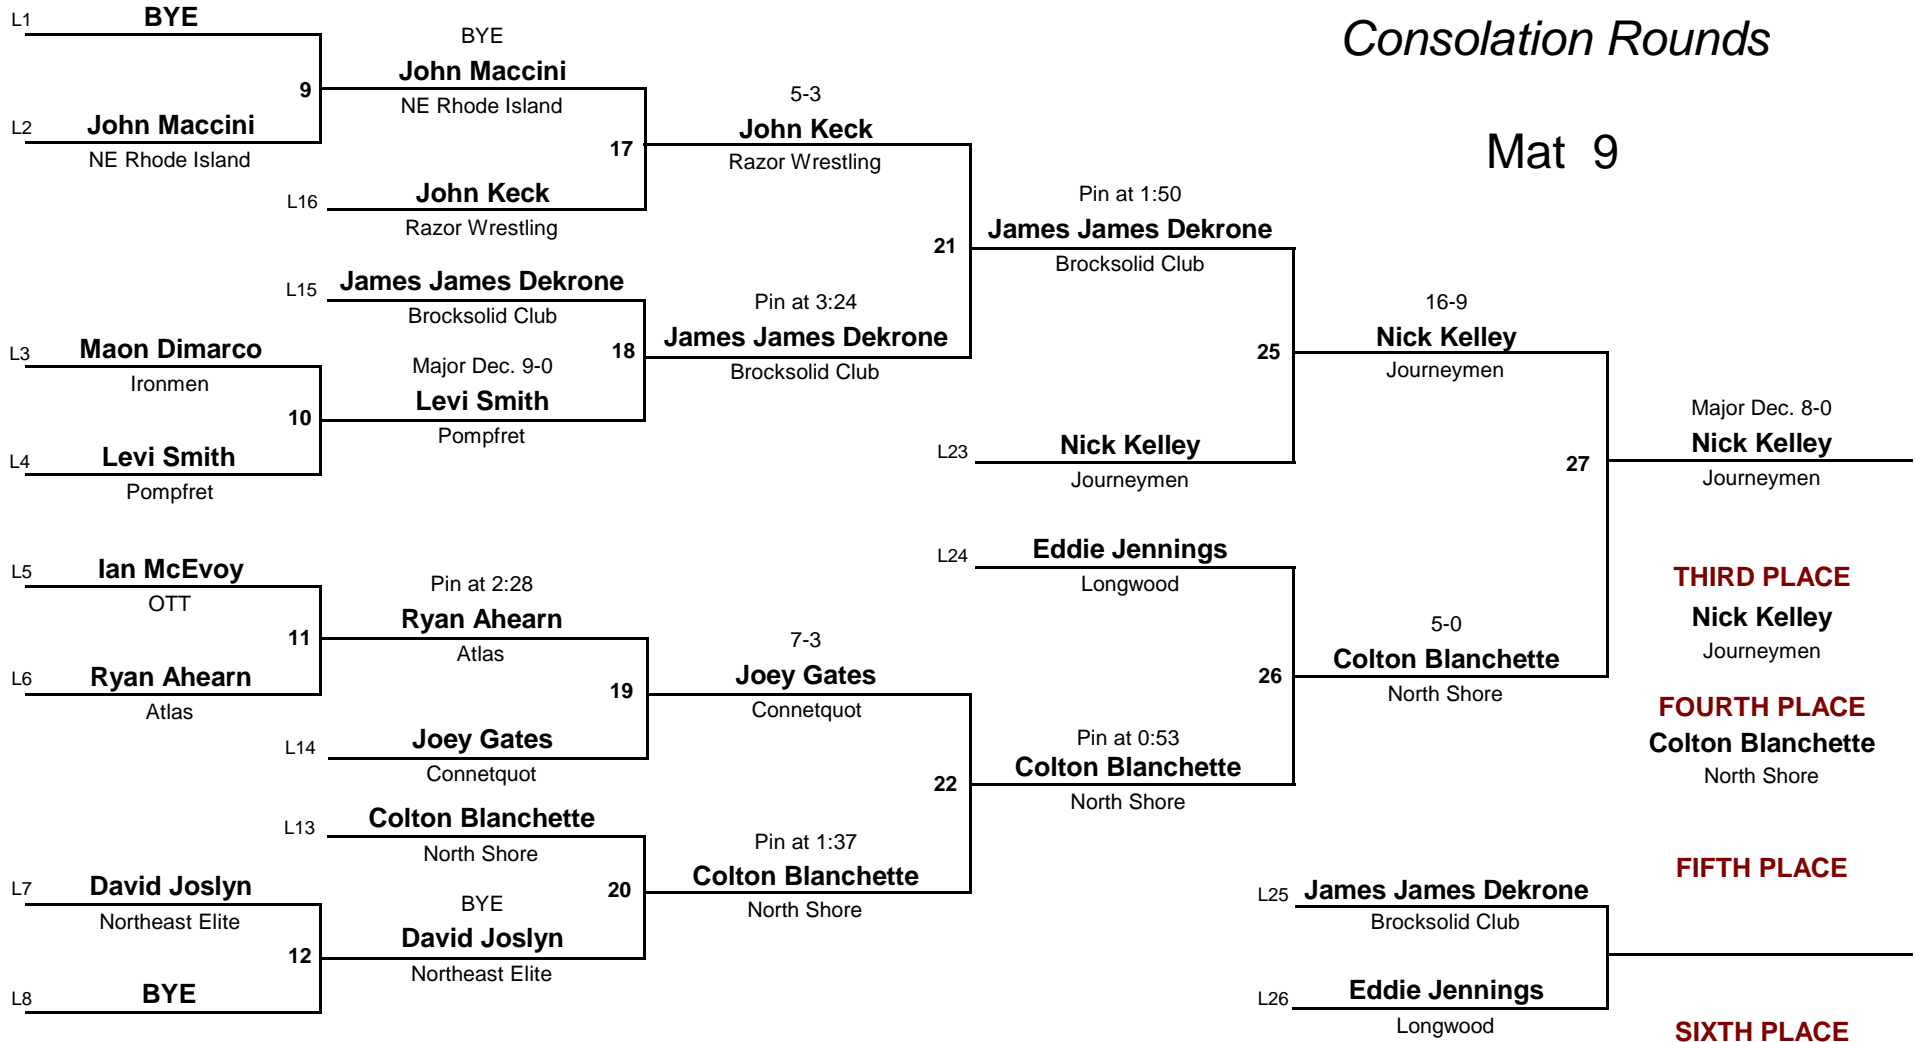 Consolation Rounds
Mat 9
L1 BYE
9
L2 John Maccini
NE Rhode Island
L3 Maon Dimarco
Ironmen
10
L4 Levi Smith
Pompfret
L5 Ian McEvoy
OTT
11
L6 Ryan Ahearn
Atlas
L7 David Joslyn
Northeast Elite
12
L8 BYE
BYE
John Maccini
NE Rhode Island
17
L16 John Keck
Razor Wrestling
L15 James James Dekrone
Brocksolid Club
18
Major Dec. 9-0
Levi Smith
Pompfret
Pin at 2:28
Ryan Ahearn
Atlas
19
L14 Joey Gates
Connetquot
L13 Colton Blanchette
North Shore
20
BYE
David Joslyn
Northeast Elite
5-3
John Keck
Razor Wrestling
21
Pin at 3:24
James James Dekrone
Brocksolid Club
7-3
Joey Gates
Connetquot
22
Pin at 1:37
Colton Blanchette
North Shore
Pin at 1:50
James James Dekrone
Brocksolid Club
25
L23 Nick Kelley
Journeymen
L24 Eddie Jennings
Longwood
26
Pin at 0:53
Colton Blanchette
North Shore
16-9
Nick Kelley
Journeymen
27
5-0
Colton Blanchette
North Shore
Major Dec. 8-0
Nick Kelley
Journeymen
THIRD PLACE
Nick Kelley
Journeymen
FOURTH PLACE
Colton Blanchette
North Shore
L25 James James Dekrone
Brocksolid Club
L26 Eddie Jennings
Longwood
FIFTH PLACE
SIXTH PLACE